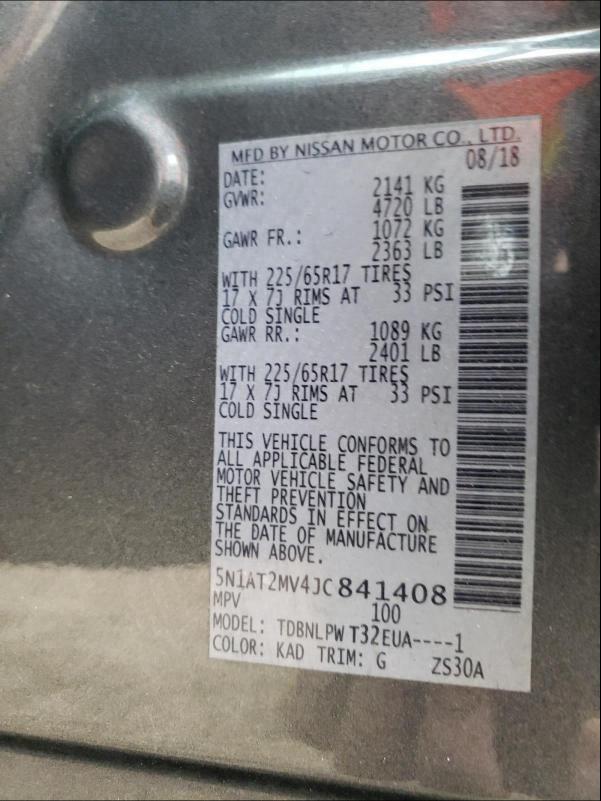 MFD BY NISSAN MOTOR CO., LTD.
DATE: 08/18
GVWR: 2141 KG
4720 LB
GAWR FR.: 1072 KG
2363 LB
WITH 225/65R17 TIRES
17 X 7J RIMS AT 33 PSI
COLD SINGLE
GAWR RR.: 1089 KG
2401 LB
WITH 225/65R17 TIRES
17 X 7J RIMS AT 33 PSI
COLD SINGLE
THIS VEHICLE CONFORMS TO
ALL APPLICABLE FEDERAL
MOTOR VEHICLE SAFETY AND
THEFT PREVENTION
STANDARDS IN EFFECT ON
THE DATE OF MANUFACTURE
SHOWN ABOVE.
5N1AT2MV4JC841408
MPV 100
MODEL: TDBNLPW T32EUA----1
COLOR: KAD TRIM: G ZS30A